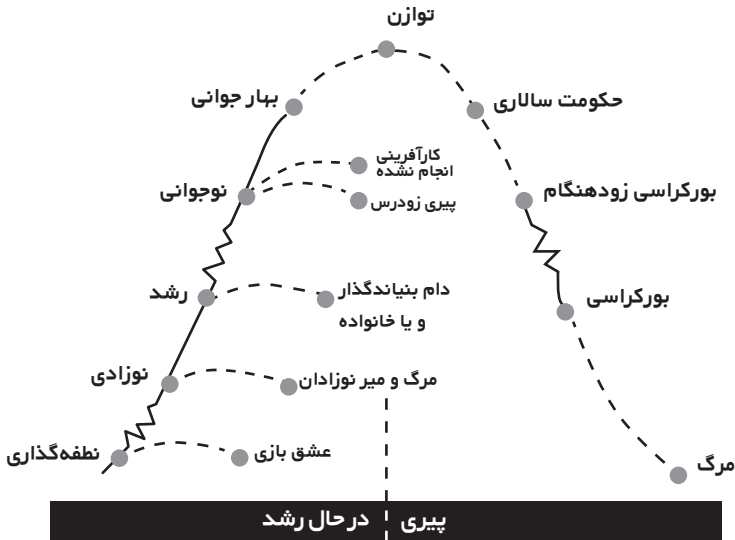 توازن
بهار جوانی
حکومت سالاری
کارآفرینی
انجام نشده
نوجوانی
پیری زودرس
بورکراسی زودهنگام
رشد
دام بنیاندگذار
و یا خانواده
بورکراسی
نوزادی
مرگ و میر نوزادان
نطفه‌گذاری
عشق بازی
مرگ
پیری
در حال رشد